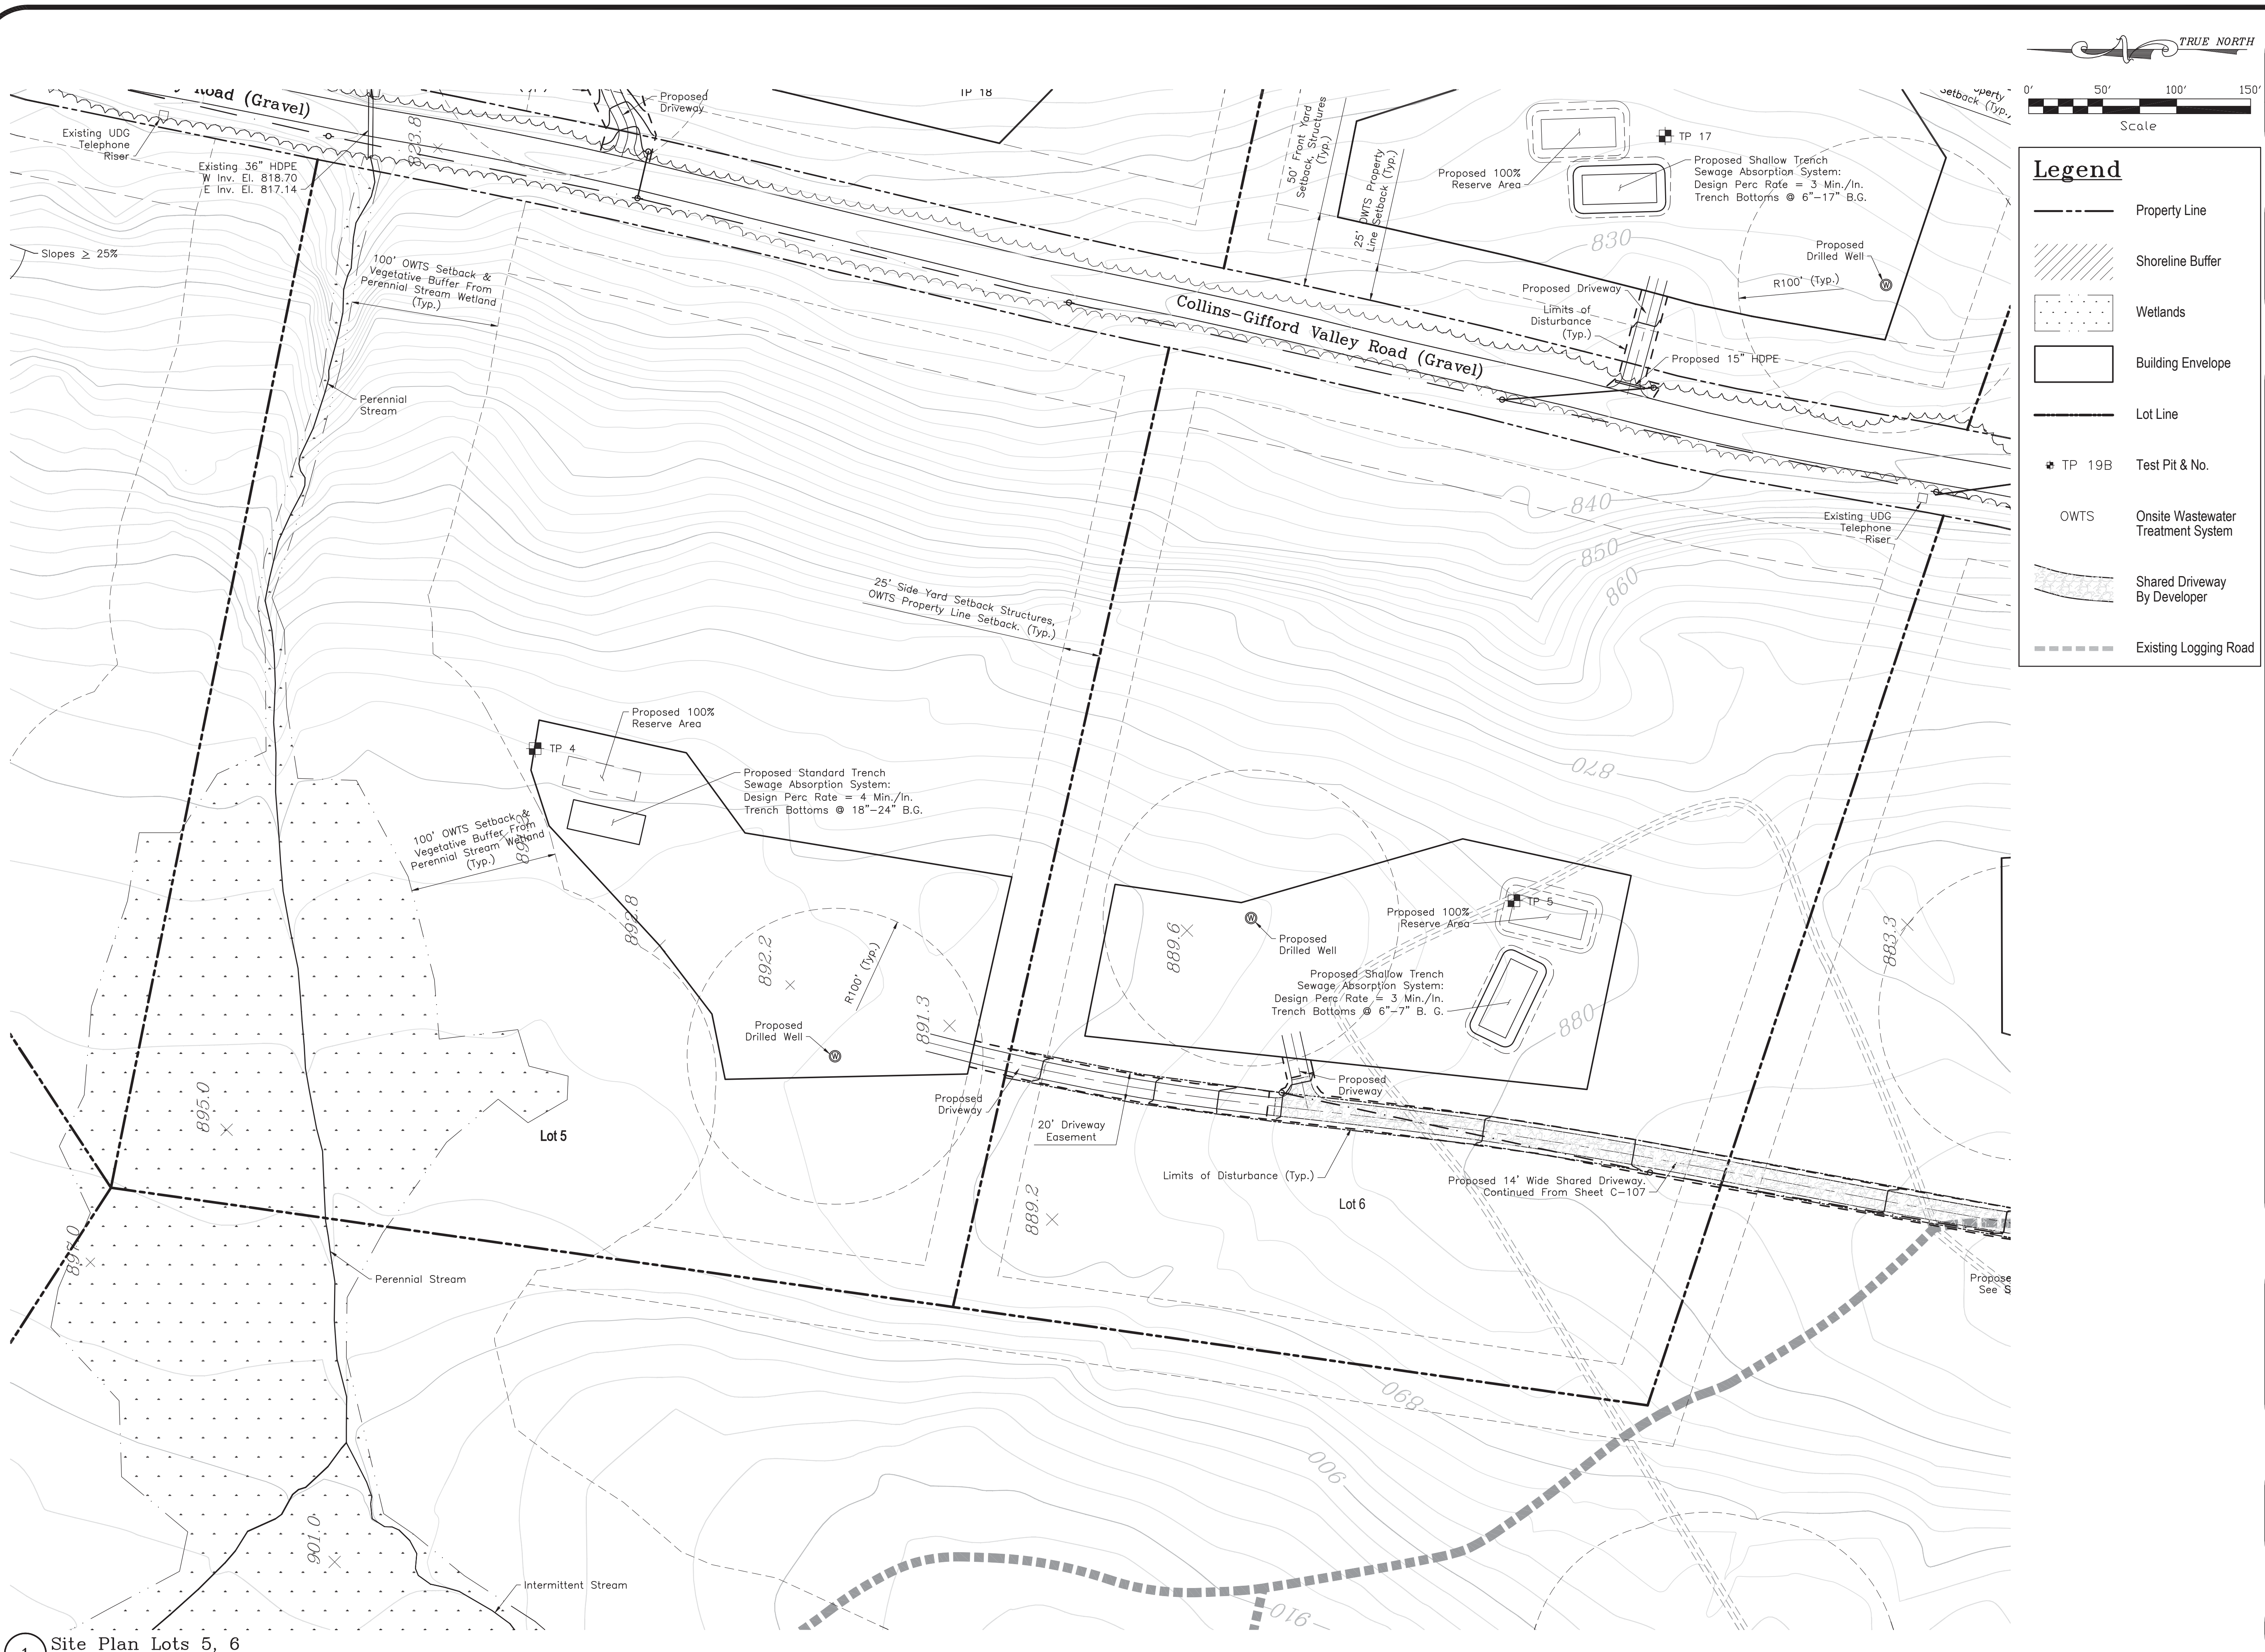 TRUE NORTH
0' 50' 100' 150'
Scale
Legend
Property Line
Shoreline Buffer
Wetlands
Building Envelope
Lot Line
TP 19B Test Pit & No.
OWTS Onsite Wastewater
Treatment System
Shared Driveway
By Developer
Existing Logging Road
Road (Gravel)
Existing UDG
Telephone
Riser
Existing 36" HDPE
W Inv. El. 818.70
E Inv. El. 817.14
823.8
Proposed
Driveway
TP 18
50' Front Yard
Setback, Structures
(Typ.)
25' OWTS Property
Line Setback (Typ.)
Proposed 100%
Reserve Area
TP 17
Proposed Shallow Trench
Sewage Absorption System:
Design Perc Rate = 3 Min./In.
Trench Bottoms @ 6"-17" B.G.
Setback (Typ.,
830
Proposed
Drilled Well
W
R100' (Typ.)
Slopes ≥ 25%
100' OWTS Setback &
Vegetative Buffer From
Perennial Stream Wetland
(Typ.)
Proposed Driveway
Limits of
Disturbance
(Typ.)
Proposed 15" HDPE
Collins-Gifford Valley Road (Gravel)
Perennial
Stream
840
850
860
Existing UDG
Telephone
Riser
25' Side Yard Setback Structures,
OWTS Property Line Setback. (Typ.)
870
Proposed 100%
Reserve Area
TP 4
Proposed Standard Trench
Sewage Absorption System:
Design Perc Rate = 4 Min./In.
Trench Bottoms @ 18"-24" B.G.
100' OWTS Setback &
Vegetative Buffer From
Perennial Stream Wetland
(Typ.)
892.8
892.2
R100' (Typ.)
891.3
Proposed
Drilled Well
W
889.6
W
Proposed
Drilled Well
Proposed 100%
Reserve Area
TP 5
Proposed Shallow Trench
Sewage Absorption System:
Design Perc Rate = 3 Min./In.
Trench Bottoms @ 6"-7" B. G.
880
883.3
895.0
Lot 5
Proposed
Driveway
20' Driveway
Easement
Proposed
Driveway
Limits of Disturbance (Typ.)
Lot 6
Proposed 14' Wide Shared Driveway.
Continued From Sheet C-107
889.2
Perennial Stream
Propose
See S
890
900
901.0
Intermittent Stream
910
1
Site Plan Lots 5, 6